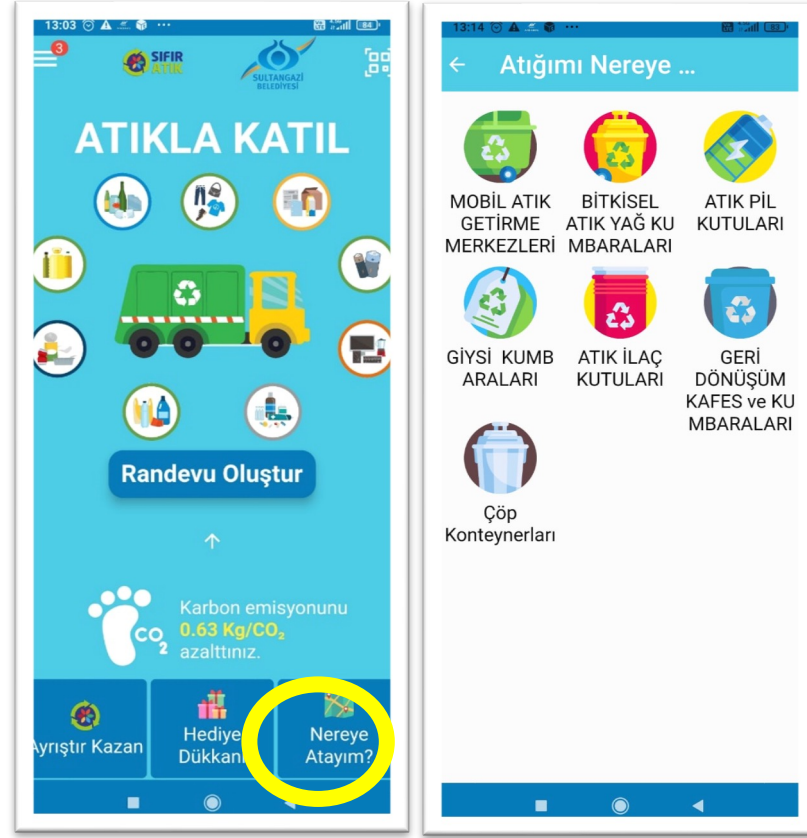 13:03
84
3
SIFIR
ATIK
SULTANGAZİ
BELEDİYESİ
ATIKLA KATIL
Randevu Oluştur
CO₂
Karbon emisyonunu
0.63 Kg/CO₂
azalttınız.
Ayrıştır Kazan
Hediye
Dükkanı
Nereye
Atayım?
13:14
83
Atığımı Nereye ...
MOBİL ATIK
GETİRME
MERKEZLERİ
BİTKİSEL
ATIK YAĞ KU
MBARALARI
ATIK PİL
KUTULARI
GİYSİ KUMB
ARALARI
ATIK İLAÇ
KUTULARI
GERİ
DÖNÜŞÜM
KAFES ve KU
MBARALARI
Çöp
Konteynerları